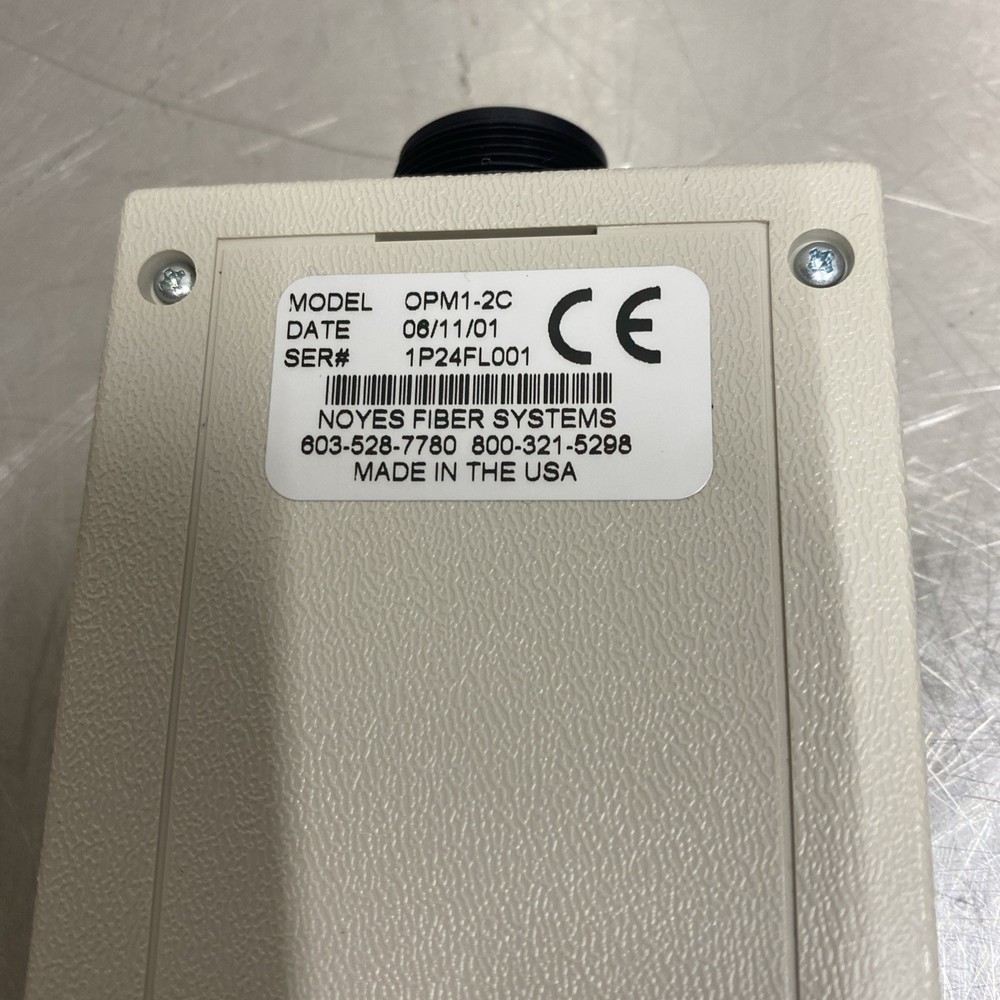 MODEL OPM1-2C
DATE 06/11/01
SER# 1P24FL001
CE
NOYES FIBER SYSTEMS
603-528-7780 800-321-5298
MADE IN THE USA